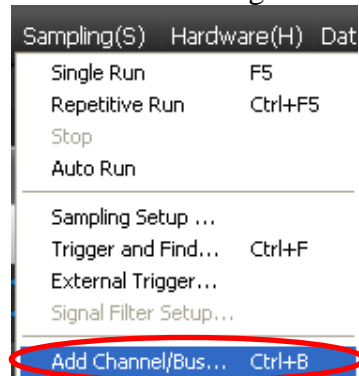 Sampling(S) Hardware(H) Dat
Single Run F5
Repetitive Run Ctrl+F5
Stop
Auto Run
Sampling Setup ...
Trigger and Find... Ctrl+F
External Trigger...
Signal Filter Setup...
Add Channel/Bus... Ctrl+B